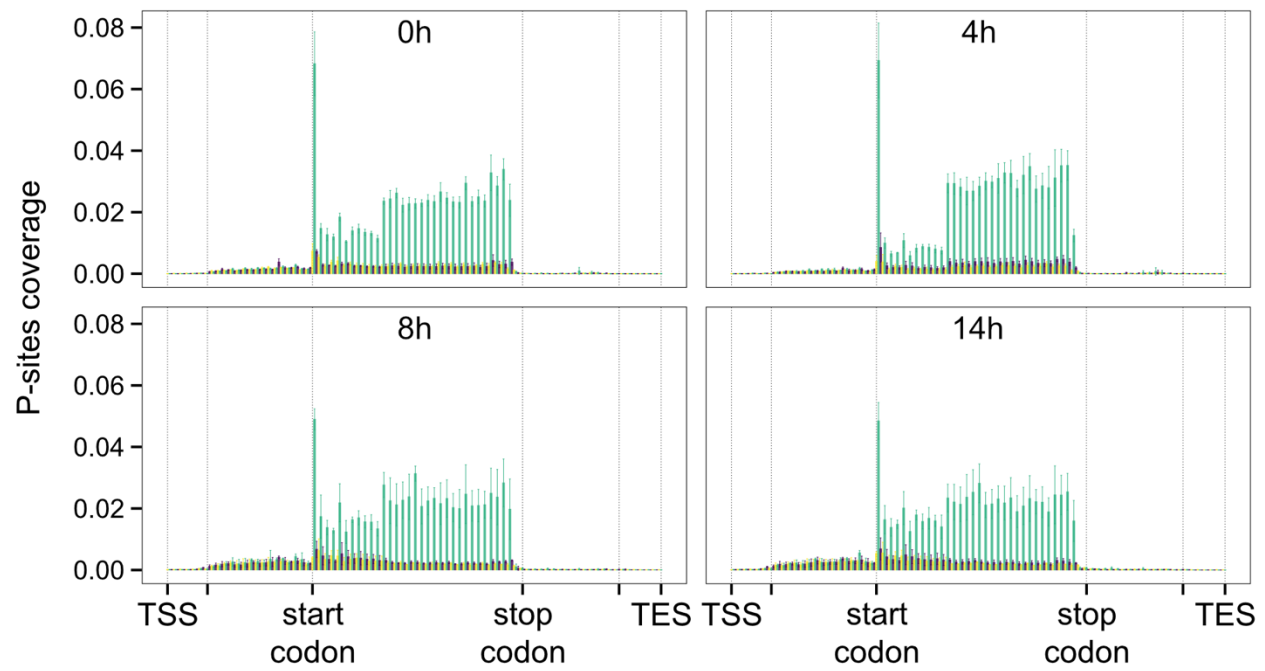 P-sites coverage
0.08
0.06
0.04
0.02
0.00
0h
4h
0.08
0.06
0.04
0.02
0.00
8h
14h
TSS
start
codon
stop
codon
TES
TSS
start
codon
stop
codon
TES